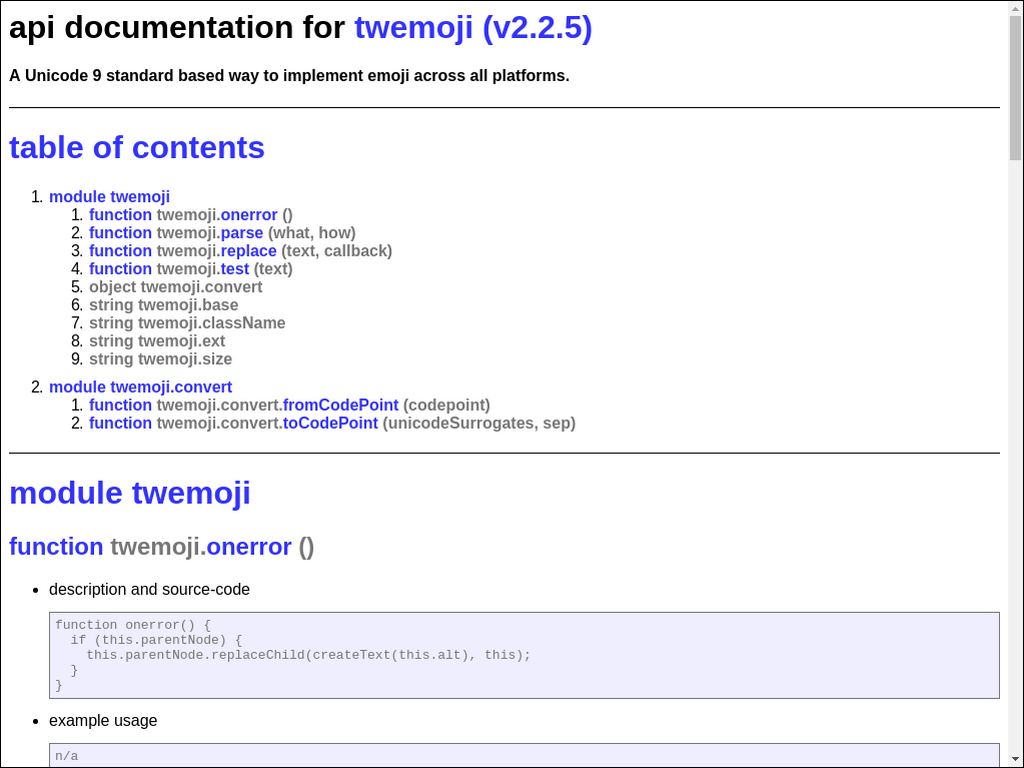 api documentation for twemoji (v2.2.5)
A Unicode 9 standard based way to implement emoji across all platforms.
table of contents
1. module twemoji
1. function twemoji.onerror ()
2. function twemoji.parse (what, how)
3. function twemoji.replace (text, callback)
4. function twemoji.test (text)
5. object twemoji.convert
6. string twemoji.base
7. string twemoji.className
8. string twemoji.ext
9. string twemoji.size
2. module twemoji.convert
1. function twemoji.convert.fromCodePoint (codepoint)
2. function twemoji.convert.toCodePoint (unicodeSurrogates, sep)
module twemoji
function twemoji.onerror ()
• description and source-code
function onerror() {
  if (this.parentNode) {
    this.parentNode.replaceChild(createText(this.alt), this);
  }
}
• example usage
n/a